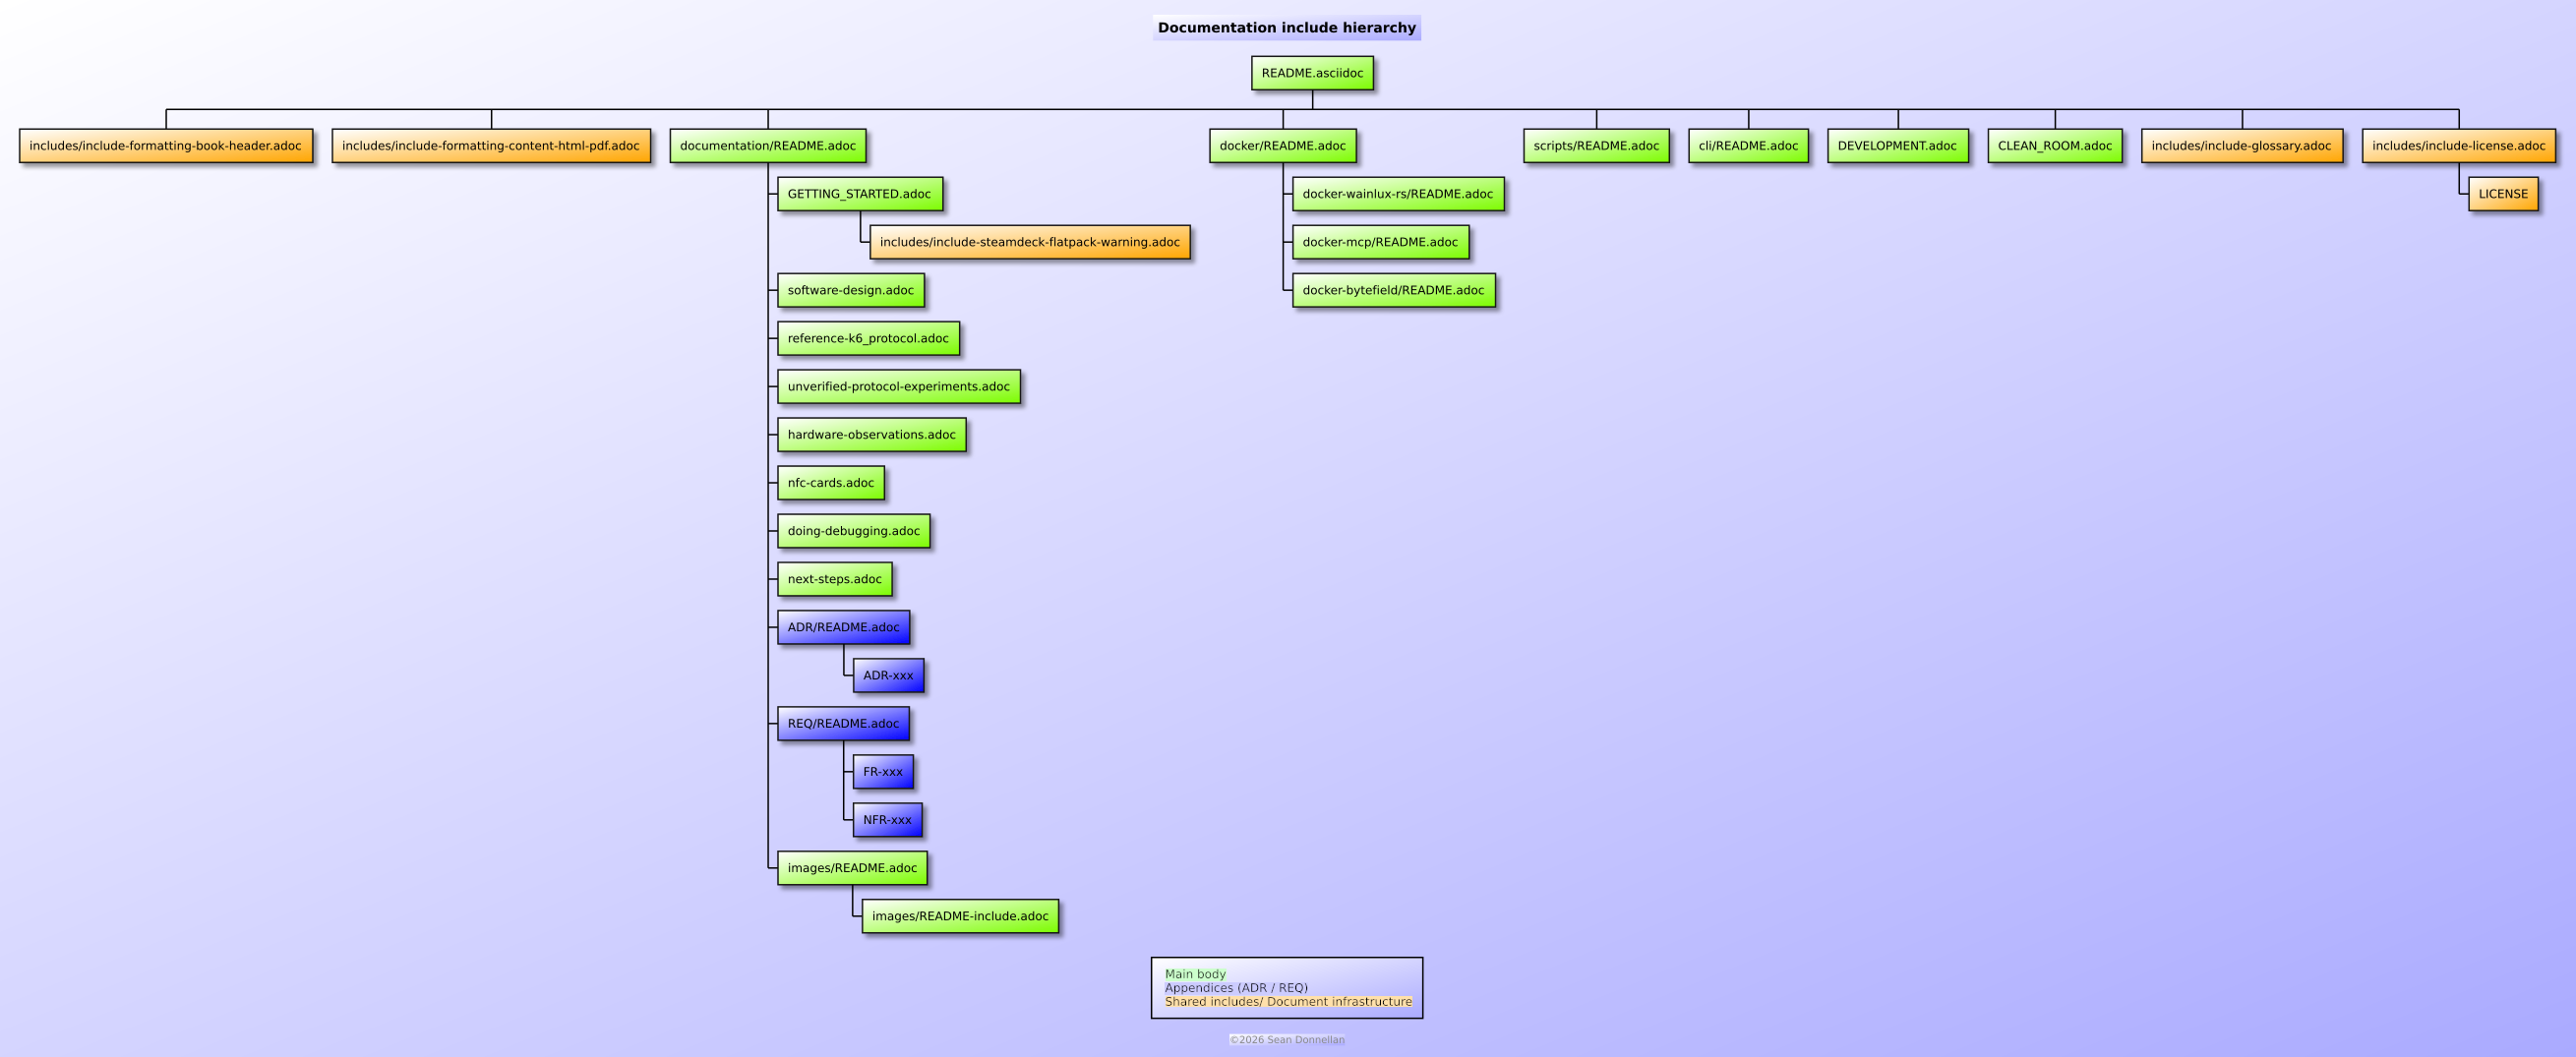 Documentation include hierarchy
README.asciidoc
includes/include-formatting-book-header.adoc
includes/include-formatting-content-html-pdf.adoc
documentation/README.adoc
GETTING_STARTED.adoc
includes/include-steamdeck-flatpack-warning.adoc
software-design.adoc
reference-k6_protocol.adoc
unverified-protocol-experiments.adoc
hardware-observations.adoc
nfc-cards.adoc
doing-debugging.adoc
next-steps.adoc
ADR/README.adoc
ADR-xxx
REQ/README.adoc
FR-xxx
NFR-xxx
images/README.adoc
images/README-include.adoc
docker/README.adoc
docker-wainlux-rs/README.adoc
docker-mcp/README.adoc
docker-bytefield/README.adoc
scripts/README.adoc
cli/README.adoc
DEVELOPMENT.adoc
CLEAN_ROOM.adoc
includes/include-glossary.adoc
includes/include-license.adoc
LICENSE
Main body
Appendices (ADR / REQ)
Shared includes/ Document infrastructure
©2026 Sean Donnellan